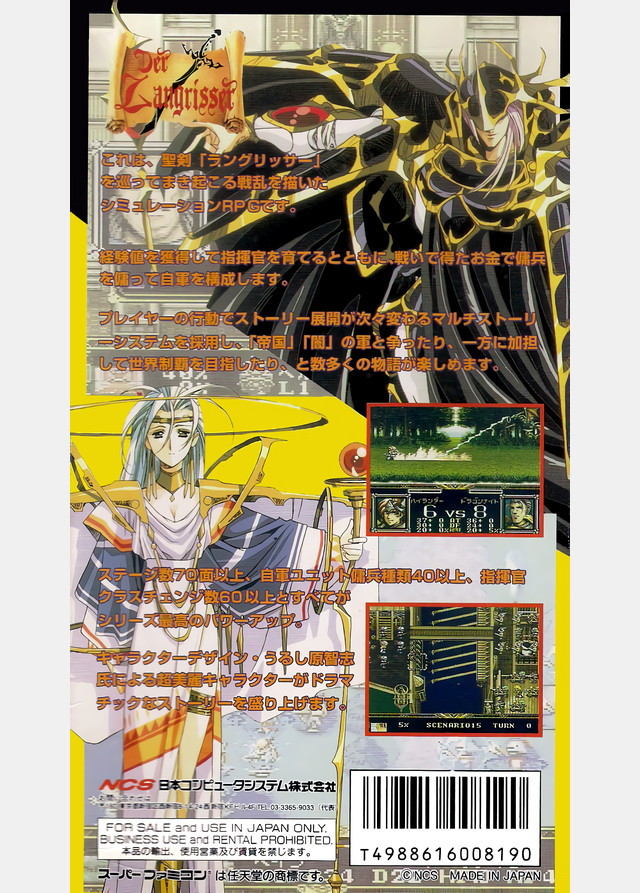 Der
Langrisser
これは、聖剣「ラングリッサー」
を巡ってまき起こる戦乱を描いた
シミュレーションRPGです。
経験値を獲得して指揮官を育てるとともに、戦いで得たお金で傭兵
を傭って自軍を構成します。
プレイヤーの行動でストーリー展開が次々変わるマルチストーリ
ーシステムを採用し、「帝国」「闇」の軍と争ったり、一方に加担
して世界制覇を目指したり、と数多くの物語が楽しめます。
L1
ハイランダー
ドラゴンナイト
6 vs 8
ステージ数70面以上、自軍ユニット傭兵種類40以上、指揮官
クラスチェンジ数60以上とすべてが
シリーズ最高のパワーアップ。
5X SCENARIO15 TURN 0
キャラクターデザイン・うるし原智志
氏による超美麗キャラクターがドラマ
チックなストーリーを盛り上げます。
NCS 日本コンピュータシステム株式会社
TEL.03-3365-9033 (代表)
FOR SALE and USE IN JAPAN ONLY.
BUSINESS USE and RENTAL PROHIBITED.
本品の輸出、使用営業及び賃貸を禁じます。
スーパーファミコンは任天堂の商標です。
T4988616008190
©NCS MADE IN JAPAN